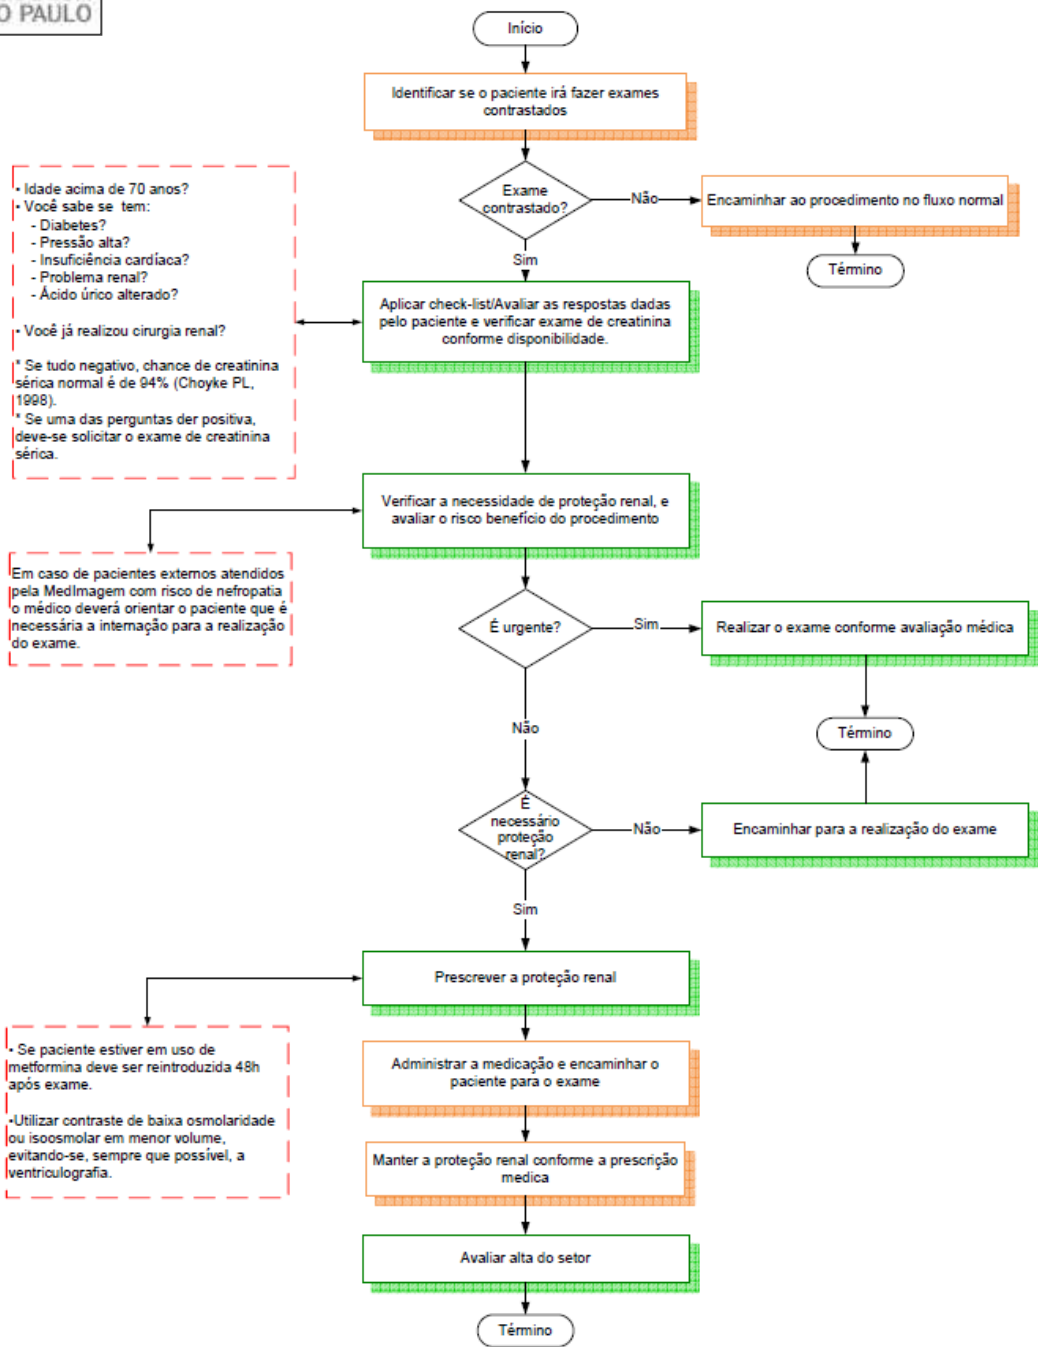 O PAULO
Início
Identificar se o paciente irá fazer exames
contrastados
Exame
contrastado?
Não
Encaminhar ao procedimento no fluxo normal
Término
Sim
• Idade acima de 70 anos?
• Você sabe se tem:
- Diabetes?
- Pressão alta?
- Insuficiência cardíaca?
- Problema renal?
- Ácido úrico alterado?
• Você já realizou cirurgia renal?
* Se tudo negativo, chance de creatinina
sérica normal é de 94% (Choyke PL,
1998).
* Se uma das perguntas der positiva,
deve-se solicitar o exame de creatinina
sérica.
Aplicar check-list/Avaliar as respostas dadas
pelo paciente e verificar exame de creatinina
conforme disponibilidade.
Verificar a necessidade de proteção renal, e
avaliar o risco benefício do procedimento
Em caso de pacientes externos atendidos
pela MedImagem com risco de nefropatia
o médico deverá orientar o paciente que é
necessária a internação para a realização
do exame.
É urgente?
Sim
Realizar o exame conforme avaliação médica
Não
Término
É
necessário
proteção
renal?
Não
Encaminhar para a realização do exame
Sim
Prescrever a proteção renal
• Se paciente estiver em uso de
metformina deve ser reintroduzida 48h
após exame.
•Utilizar contraste de baixa osmolaridade
ou isoosmolar em menor volume,
evitando-se, sempre que possível, a
ventriculografia.
Administrar a medicação e encaminhar o
paciente para o exame
Manter a proteção renal conforme a prescrição
medica
Avaliar alta do setor
Término